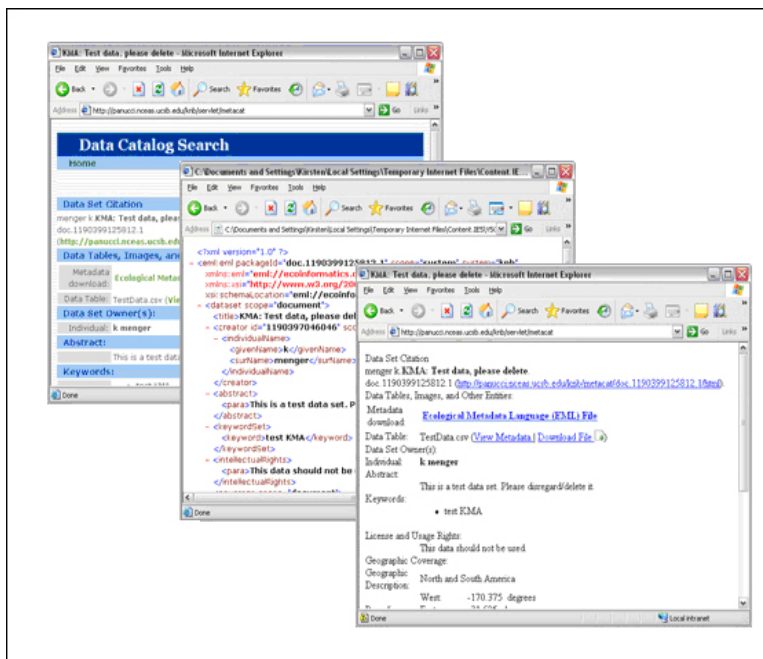 KMA: Test data, please delete - Microsoft Internet Explorer
File Edit View Favorites Tools Help
Back Search Favorites
Address http://panucci.nceas.ucsb.edu/knb/servlet/metacat Go Links
Data Catalog Search
Home
Data Set Citation
menger k. KMA: Test data, pleas
doc.1190399125812.1
(http://panucci.nceas.ucsb.edu
Data Tables, Images, and
Metadata
download: Ecological Metad
Data Table: TestData.csv (View
Data Set Owner(s):
Individual: k menger
Abstract:
This is a test data
Keywords:
test KMA
Done
C:\Documents and Settings\Kirsten\Local Settings\Temporary Internet Files\Content.IE...
File Edit View Favorites Tools Help
Back Search Favorites
Address C:\Documents and Settings\Kirsten\Local Settings\Temporary Internet Files\Content.IE5\ Go Links
<?xml version="1.0" ?>
- <eml:eml packageId="doc.1190399125812.1" scope="system" system="knb"
xmlns:eml="eml://ecoinformatics.o
xmlns:xsi="http://www.w3.org/200
xsi:schemaLocation="eml://ecoinfo
- <dataset scope="document">
<title>KMA: Test data, please del
- <creator id="1190397046046" sco
- <individualName>
<givenName>k</givenName>
<surName>menger</surName>
</individualName>
</creator>
- <abstract>
<para>This is a test data set. P
</abstract>
- <keywordSet>
<keyword>test KMA</keyword>
</keywordSet>
- <intellectualRights>
<para>This data should not be
</intellectualRights>
Done
KMA: Test data, please delete - Microsoft Internet Explorer
File Edit View Favorites Tools Help
Back Search Favorites
Address http://panucci.nceas.ucsb.edu/knb/servlet/metacat Go Links
Data Set Citation
menger k. KMA: Test data, please delete.
doc.1190399125812.1 (http://panucci.nceas.ucsb.edu/knb/metacat/doc.1190399125812.1/html).
Data Tables, Images, and Other Entities:
Metadata
download: Ecological Metadata Language (EML) File
Data Table: TestData.csv (View Metadata | Download File )
Data Set Owner(s):
Individual: k menger
Abstract:
This is a test data set. Please disregard/delete it.
Keywords:
test KMA
License and Usage Rights:
This data should not be used.
Geographic Coverage:
Geographic
Description: North and South America
West: -170.375 degrees
Done Local intranet